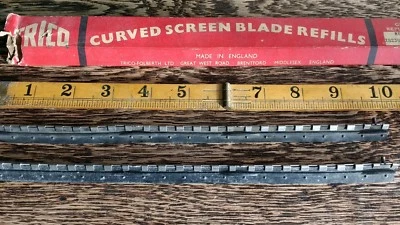 TRICO CURVED SCREEN BLADE REFILLS
MADE IN ENGLAND
TRICO-FOLBERTH LTD GREAT WEST ROAD BRENTFORD MIDDLESEX ENGLAND
1 2 3 4 5 7 8 9 10